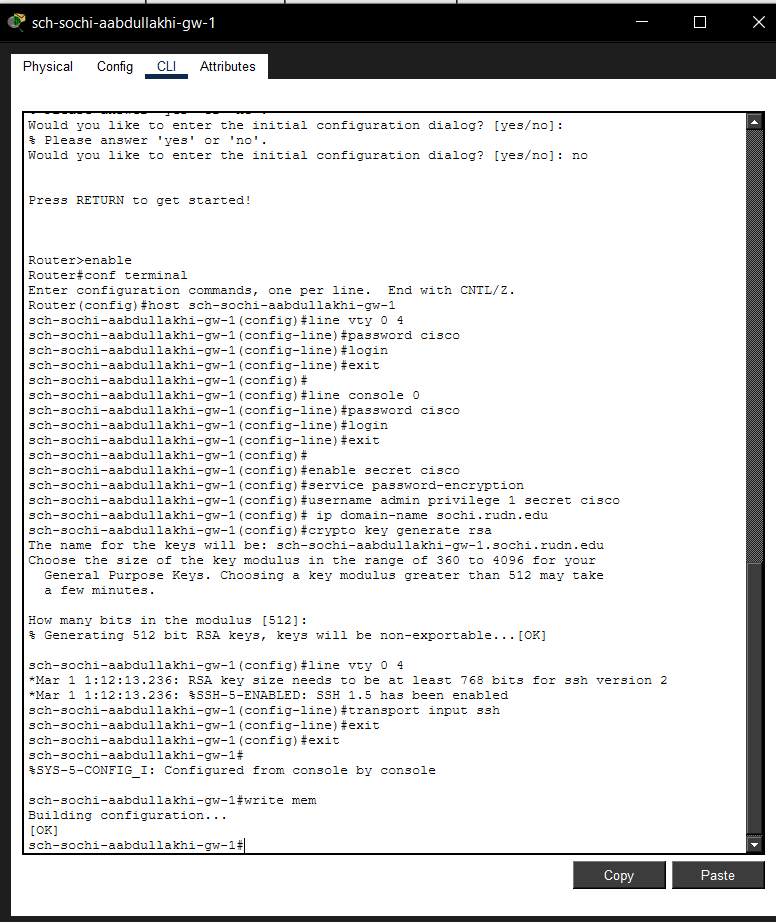 sch-sochi-aabdullakhi-gw-1
Physical Config CLI Attributes
% Please answer 'yes' or 'no'.
Would you like to enter the initial configuration dialog? [yes/no]:
% Please answer 'yes' or 'no'.
Would you like to enter the initial configuration dialog? [yes/no]: no
Press RETURN to get started!
Router>enable
Router#conf terminal
Enter configuration commands, one per line.  End with CNTL/Z.
Router(config)#host sch-sochi-aabdullakhi-gw-1
sch-sochi-aabdullakhi-gw-1(config)#line vty 0 4
sch-sochi-aabdullakhi-gw-1(config-line)#password cisco
sch-sochi-aabdullakhi-gw-1(config-line)#login
sch-sochi-aabdullakhi-gw-1(config-line)#exit
sch-sochi-aabdullakhi-gw-1(config)#
sch-sochi-aabdullakhi-gw-1(config)#line console 0
sch-sochi-aabdullakhi-gw-1(config-line)#password cisco
sch-sochi-aabdullakhi-gw-1(config-line)#login
sch-sochi-aabdullakhi-gw-1(config-line)#exit
sch-sochi-aabdullakhi-gw-1(config)#
sch-sochi-aabdullakhi-gw-1(config)#enable secret cisco
sch-sochi-aabdullakhi-gw-1(config)#service password-encryption
sch-sochi-aabdullakhi-gw-1(config)#username admin privilege 1 secret cisco
sch-sochi-aabdullakhi-gw-1(config)# ip domain-name sochi.rudn.edu
sch-sochi-aabdullakhi-gw-1(config)#crypto key generate rsa
The name for the keys will be: sch-sochi-aabdullakhi-gw-1.sochi.rudn.edu
Choose the size of the key modulus in the range of 360 to 4096 for your
General Purpose Keys. Choosing a key modulus greater than 512 may take
a few minutes.
How many bits in the modulus [512]:
% Generating 512 bit RSA keys, keys will be non-exportable...[OK]
sch-sochi-aabdullakhi-gw-1(config)#line vty 0 4
*Mar 1 1:12:13.236: RSA key size needs to be at least 768 bits for ssh version 2
*Mar 1 1:12:13.236: %SSH-5-ENABLED: SSH 1.5 has been enabled
sch-sochi-aabdullakhi-gw-1(config-line)#transport input ssh
sch-sochi-aabdullakhi-gw-1(config-line)#exit
sch-sochi-aabdullakhi-gw-1(config)#exit
sch-sochi-aabdullakhi-gw-1#
%SYS-5-CONFIG_I: Configured from console by console
sch-sochi-aabdullakhi-gw-1#write mem
Building configuration...
[OK]
sch-sochi-aabdullakhi-gw-1#
Copy Paste